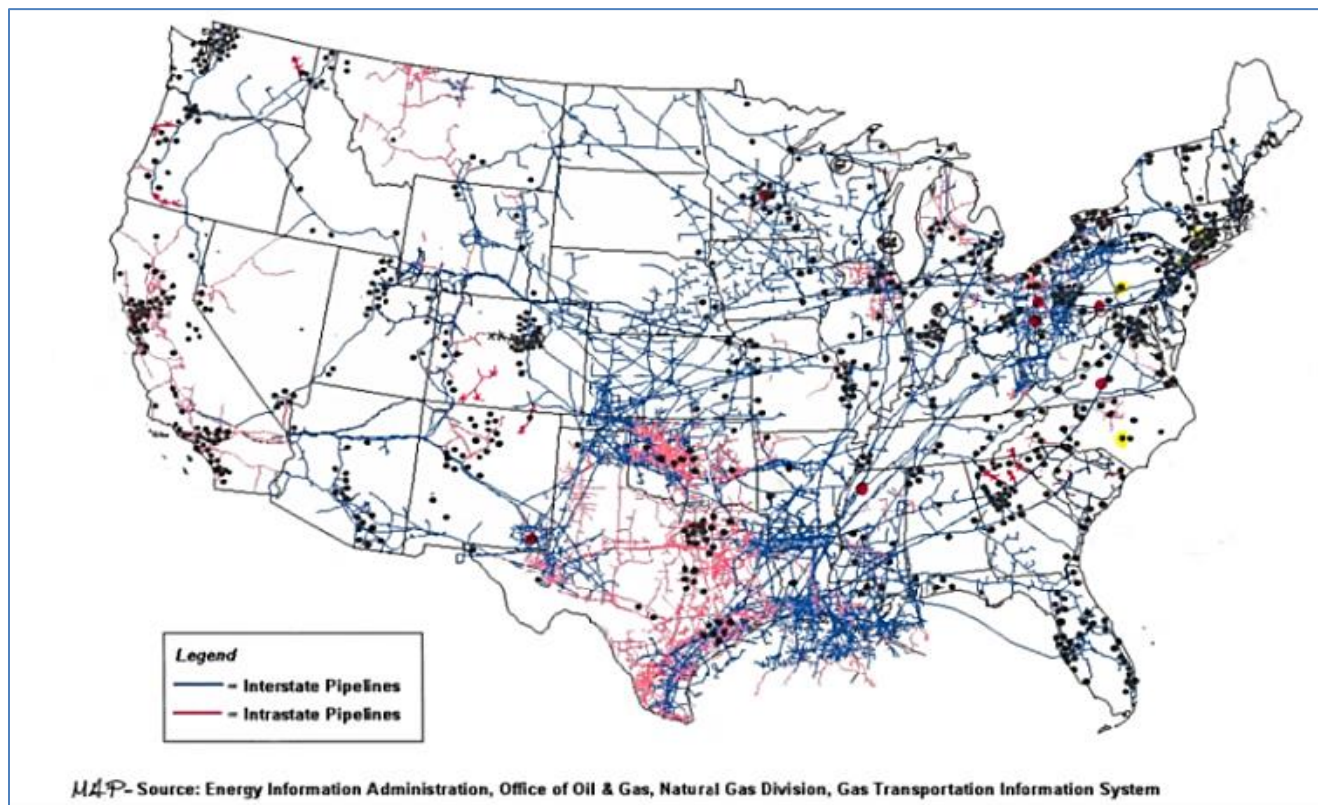 Legend
= Interstate Pipelines
= Intrastate Pipelines
MAP - Source: Energy Information Administration, Office of Oil & Gas, Natural Gas Division, Gas Transportation Information System